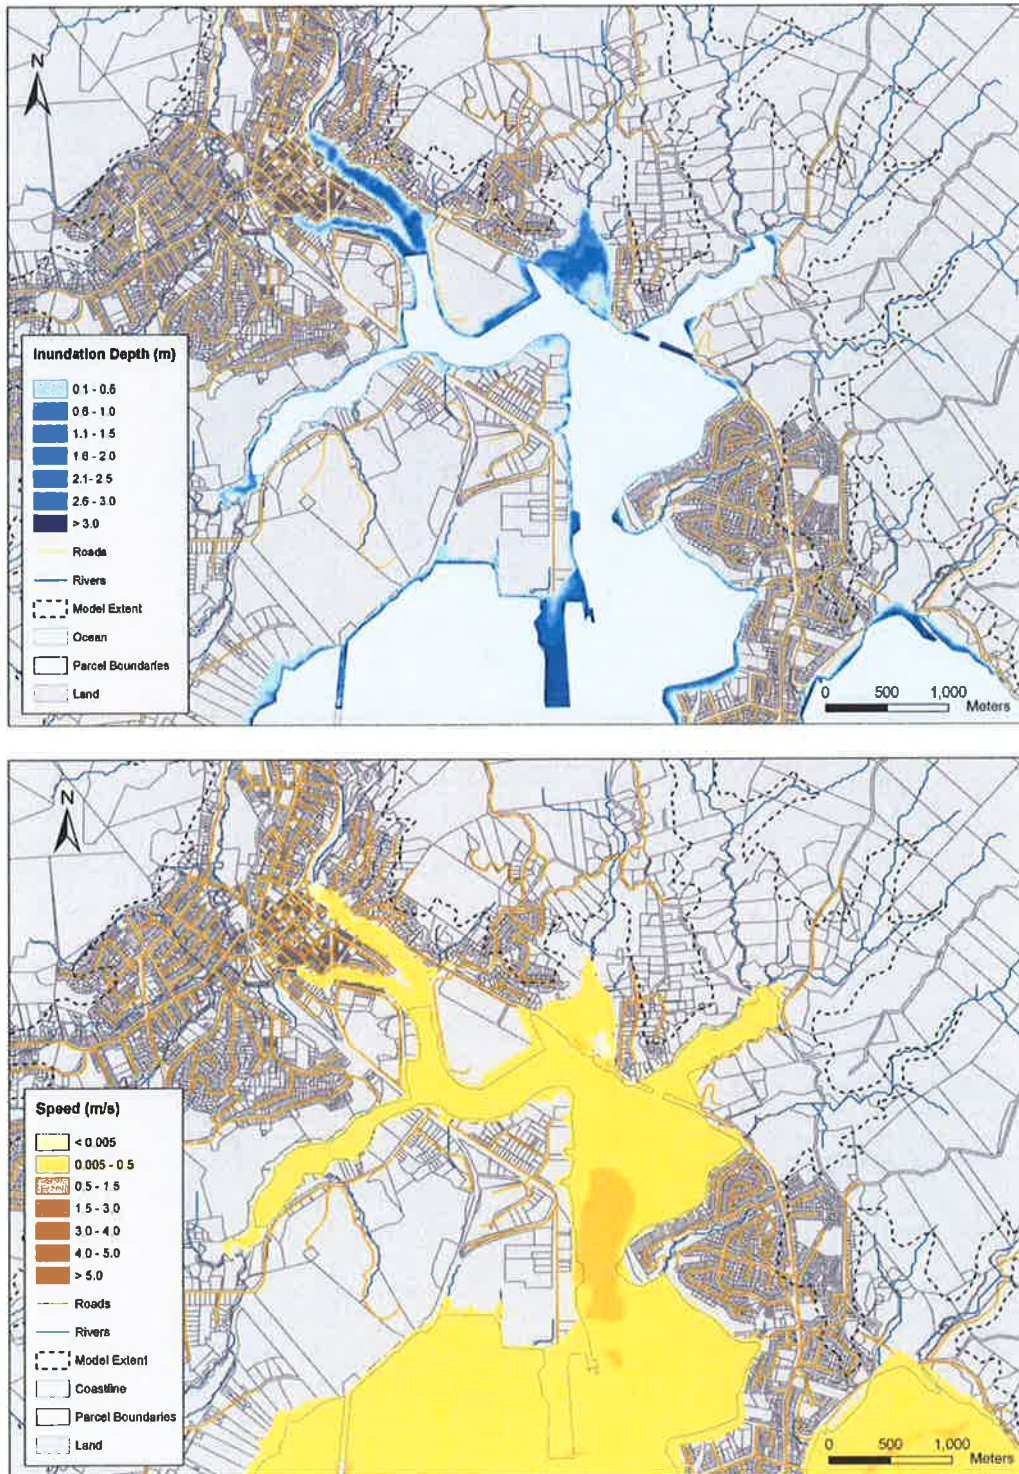 N
Inundation Depth (m)
0.1 - 0.5
0.6 - 1.0
1.1 - 1.5
1.6 - 2.0
2.1 - 2.5
2.6 - 3.0
> 3.0
Roads
Rivers
Model Extent
Ocean
Parcel Boundaries
Land
0 500 1,000
Meters
N
Speed (m/s)
< 0.005
0.005 - 0.5
0.5 - 1.5
1.5 - 3.0
3.0 - 4.0
4.0 - 5.0
> 5.0
Roads
Rivers
Model Extent
Coastline
Parcel Boundaries
Land
0 500 1,000
Meters